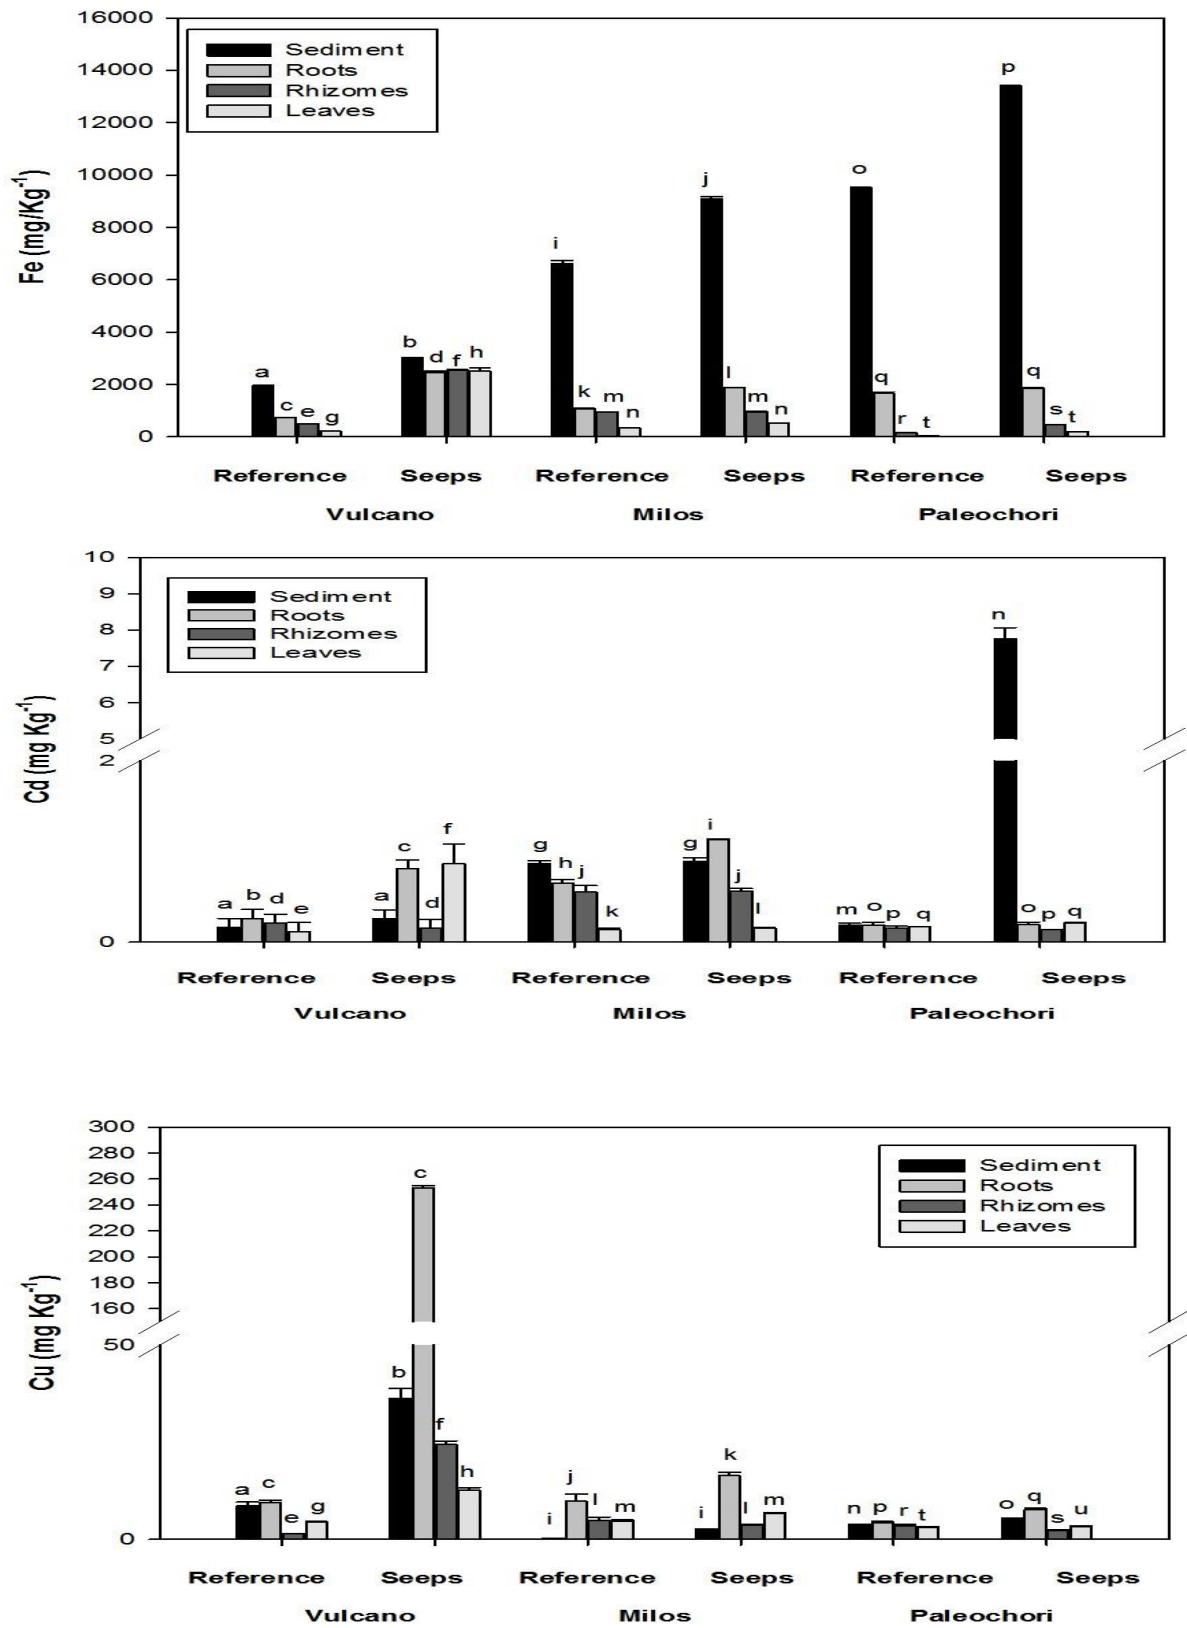 16000
14000
12000
10000
8000
6000
4000
2000
0
Fe (mg/Kg⁻¹)
Sediment
Roots
Rhizomes
Leaves
a c e g b d f h i k m n j l m n o q r t p q s t
Reference Seeps Reference Seeps Reference Seeps
Vulcano Milos Paleochori
10
9
8
7
6
5
2
0
Cd (mg Kg⁻¹)
Sediment
Roots
Rhizomes
Leaves
a b d e a c d f g h j k g i j l m o p q n o p q
Reference Seeps Reference Seeps Reference Seeps
Vulcano Milos Paleochori
300
280
260
240
220
200
180
160
50
0
Cu (mg Kg⁻¹)
Sediment
Roots
Rhizomes
Leaves
a c e g b c f h i j l m i k l m n p r t o q s u
Reference Seeps Reference Seeps Reference Seeps
Vulcano Milos Paleochori